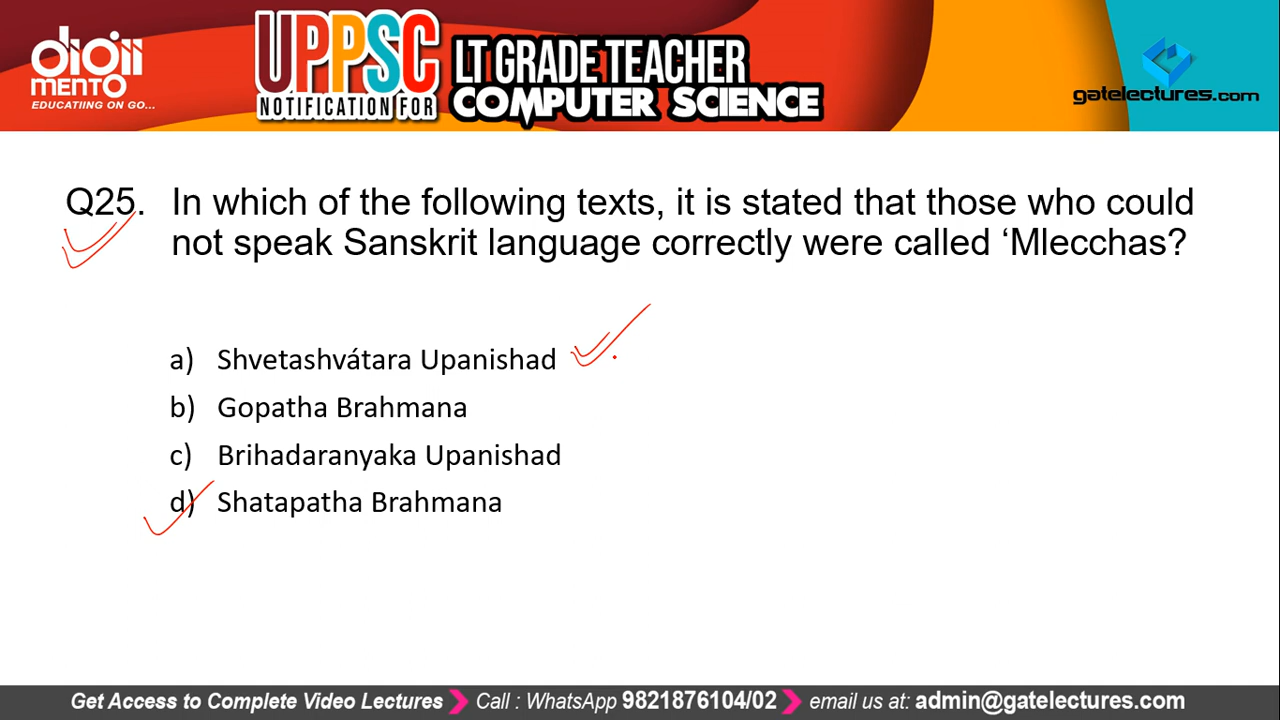 digii
MENTO
EDUCATIING ON GO...
UPPSC
NOTIFICATION FOR
LT GRADE TEACHER
COMPUTER SCIENCE
gatelectures.com
Q25. In which of the following texts, it is stated that those who could
not speak Sanskrit language correctly were called ‘Mlecchas?
a) Shvetashvátara Upanishad
b) Gopatha Brahmana
c) Brihadaranyaka Upanishad
d) Shatapatha Brahmana
Get Access to Complete Video Lectures Call : WhatsApp 9821876104/02 email us at: admin@gatelectures.com